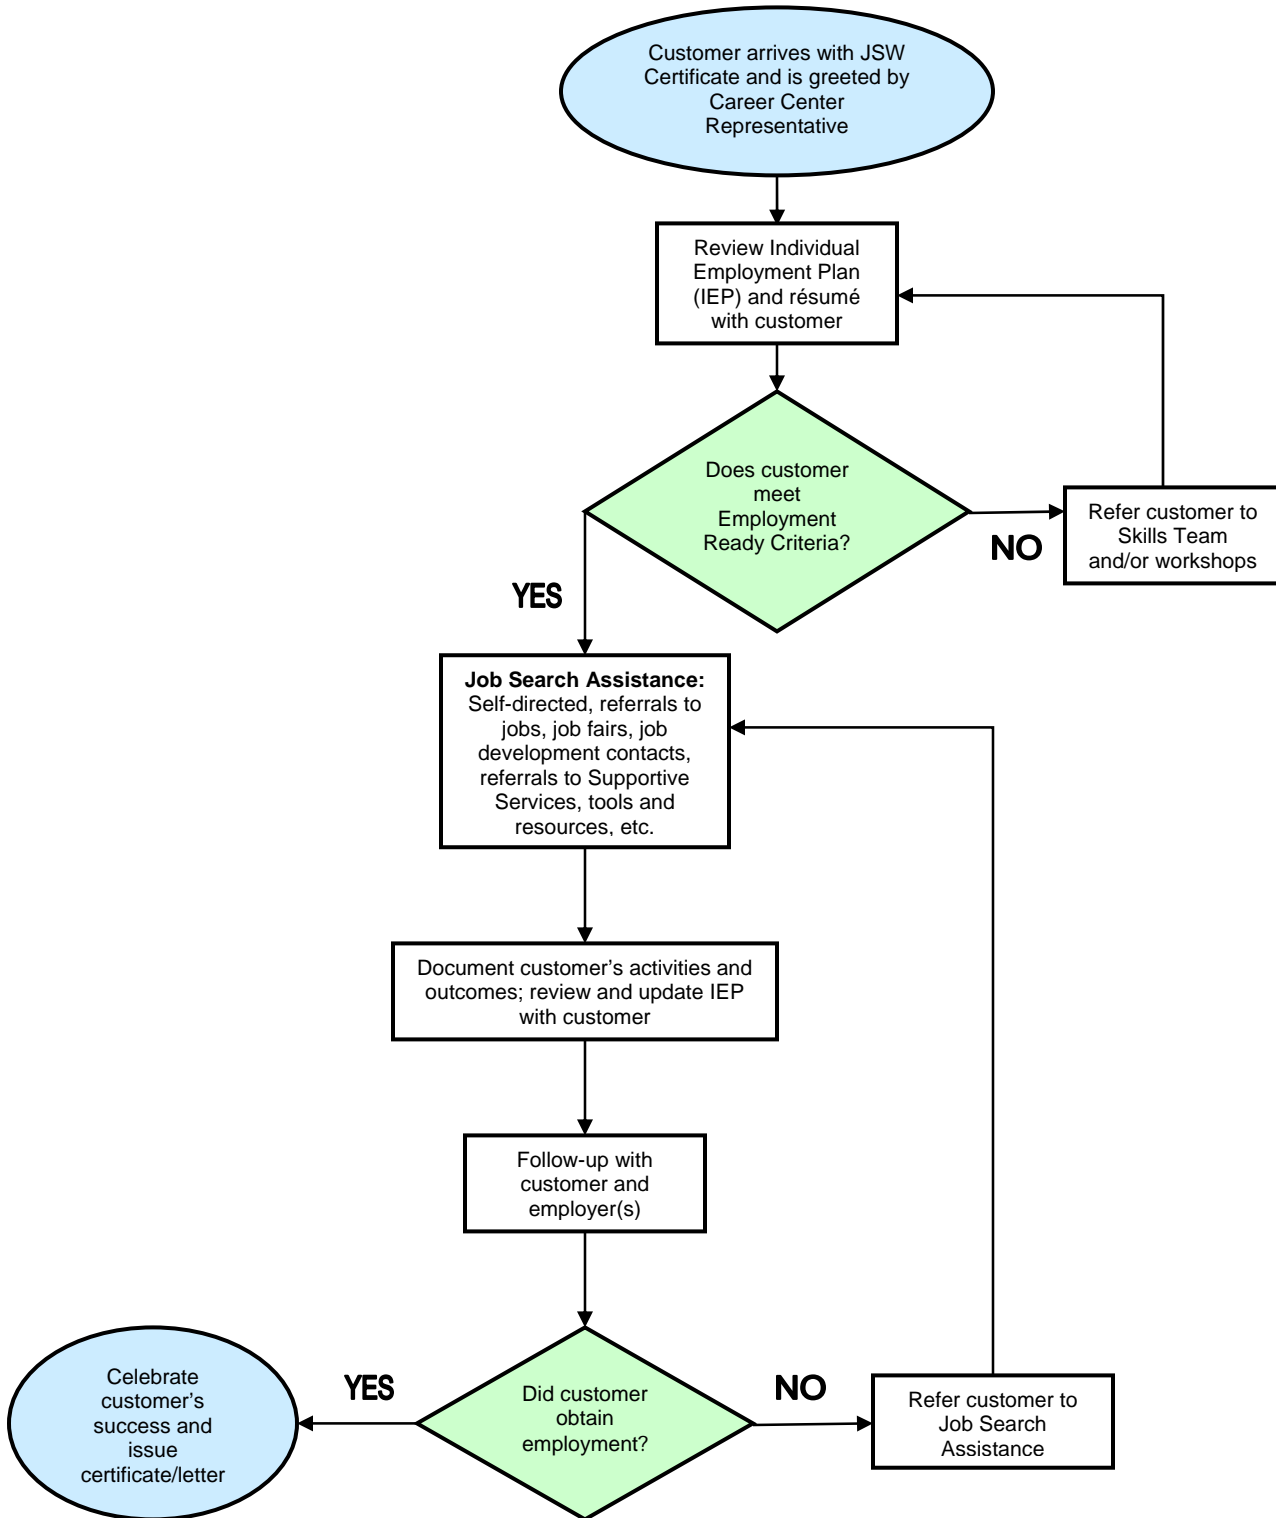 Customer arrives with JSW
Certificate and is greeted by
Career Center
Representative
Review Individual
Employment Plan
(IEP) and résumé
with customer
Does customer
meet
Employment
Ready Criteria?
NO
Refer customer to
Skills Team
and/or workshops
YES
Job Search Assistance:
Self-directed, referrals to
jobs, job fairs, job
development contacts,
referrals to Supportive
Services, tools and
resources, etc.
Document customer’s activities and
outcomes; review and update IEP
with customer
Follow-up with
customer and
employer(s)
Did customer
obtain
employment?
YES
Celebrate
customer’s
success and
issue
certificate/letter
NO
Refer customer to
Job Search
Assistance